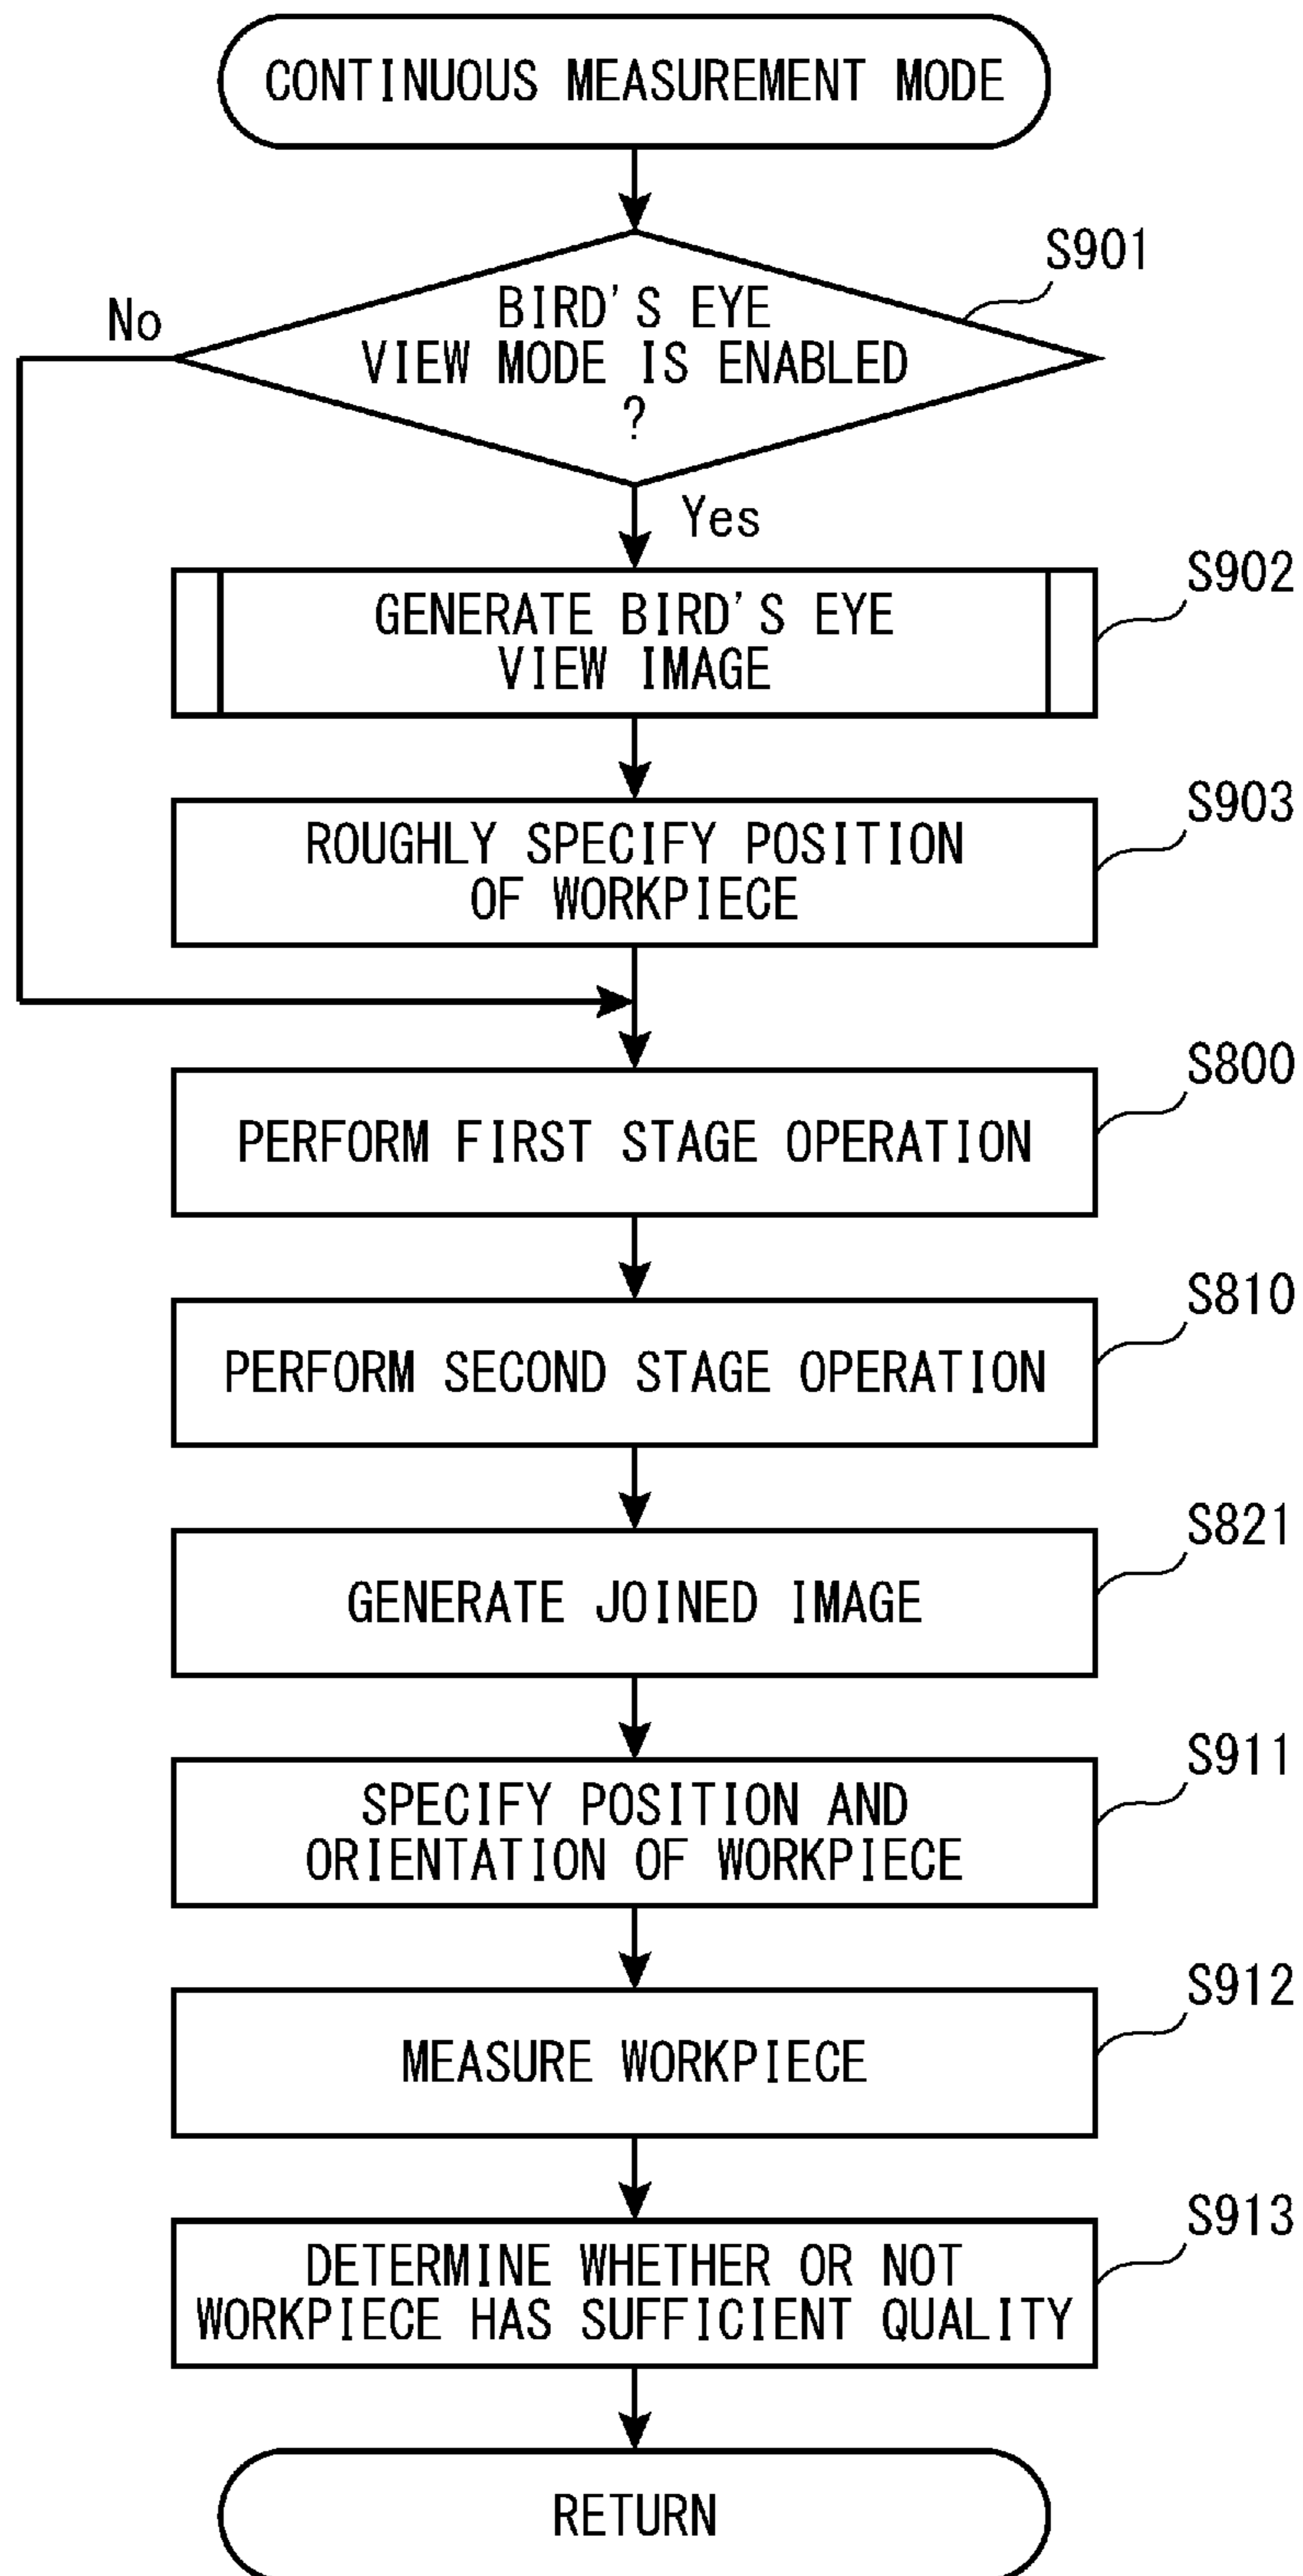 CONTINUOUS MEASUREMENT MODE
S901
No
BIRD'S EYE
VIEW MODE IS ENABLED
?
Yes
S902
GENERATE BIRD'S EYE
VIEW IMAGE
S903
ROUGHLY SPECIFY POSITION
OF WORKPIECE
S800
PERFORM FIRST STAGE OPERATION
S810
PERFORM SECOND STAGE OPERATION
S821
GENERATE JOINED IMAGE
S911
SPECIFY POSITION AND
ORIENTATION OF WORKPIECE
S912
MEASURE WORKPIECE
S913
DETERMINE WHETHER OR NOT
WORKPIECE HAS SUFFICIENT QUALITY
RETURN